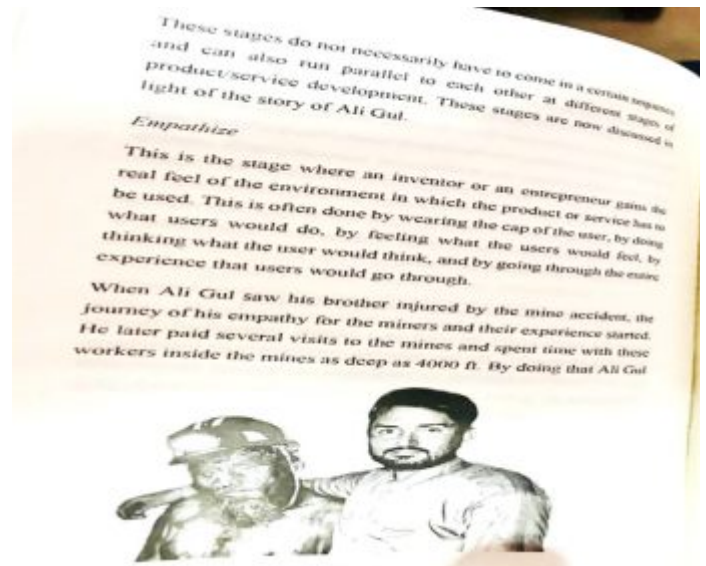 These stages do not necessarily have to come in a certain sequence
and can also run parallel to each other at different stages of
product/service development. These stages are now discussed in
light of the story of Ali Gul.
Empathize
This is the stage where an inventor or an entrepreneur gains the
real feel of the environment in which the product or service has to
be used. This is often done by wearing the cap of the user, by doing
what users would do, by feeling what the users would feel, by
thinking what the user would think, and by going through the entire
experience that users would go through.
When Ali Gul saw his brother injured by the mine accident, the
journey of his empathy for the miners and their experience started.
He later paid several visits to the mines and spent time with these
workers inside the mines as deep as 4000 ft. By doing that Ali Gul